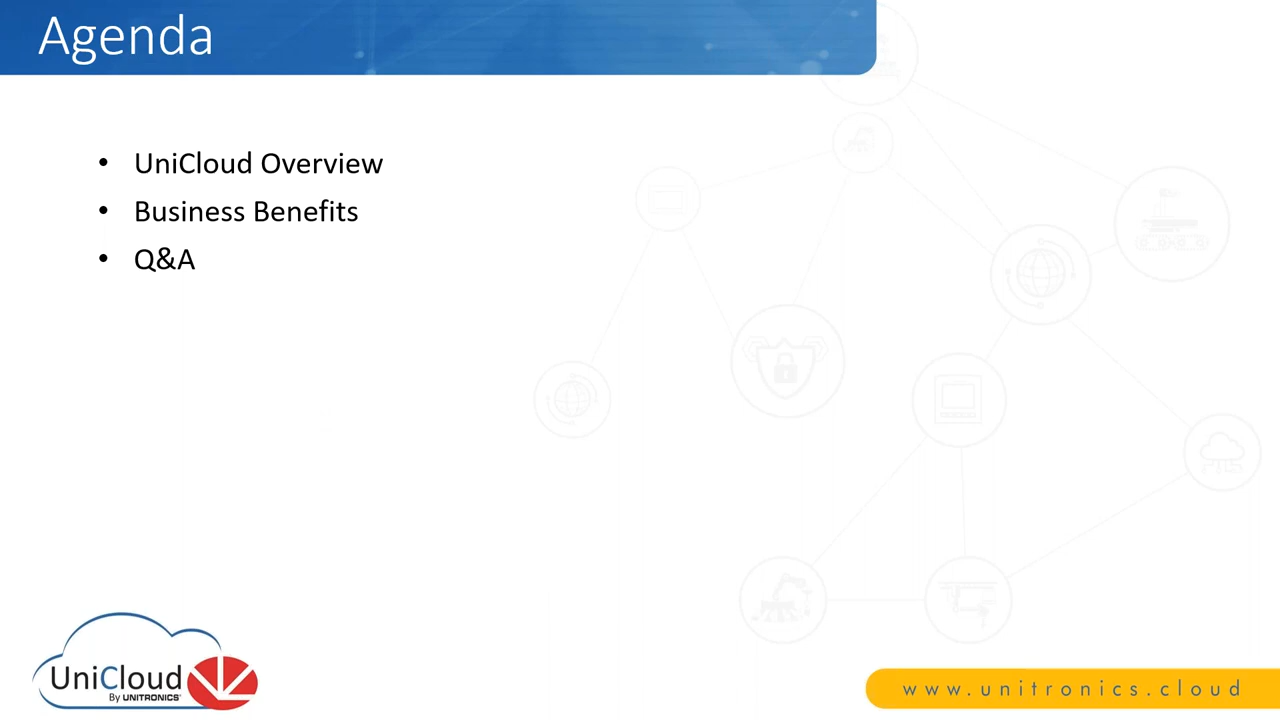 Agenda
• UniCloud Overview
• Business Benefits
• Q&A
UniCloud
By UNITRONICS®
www.unitronics.cloud